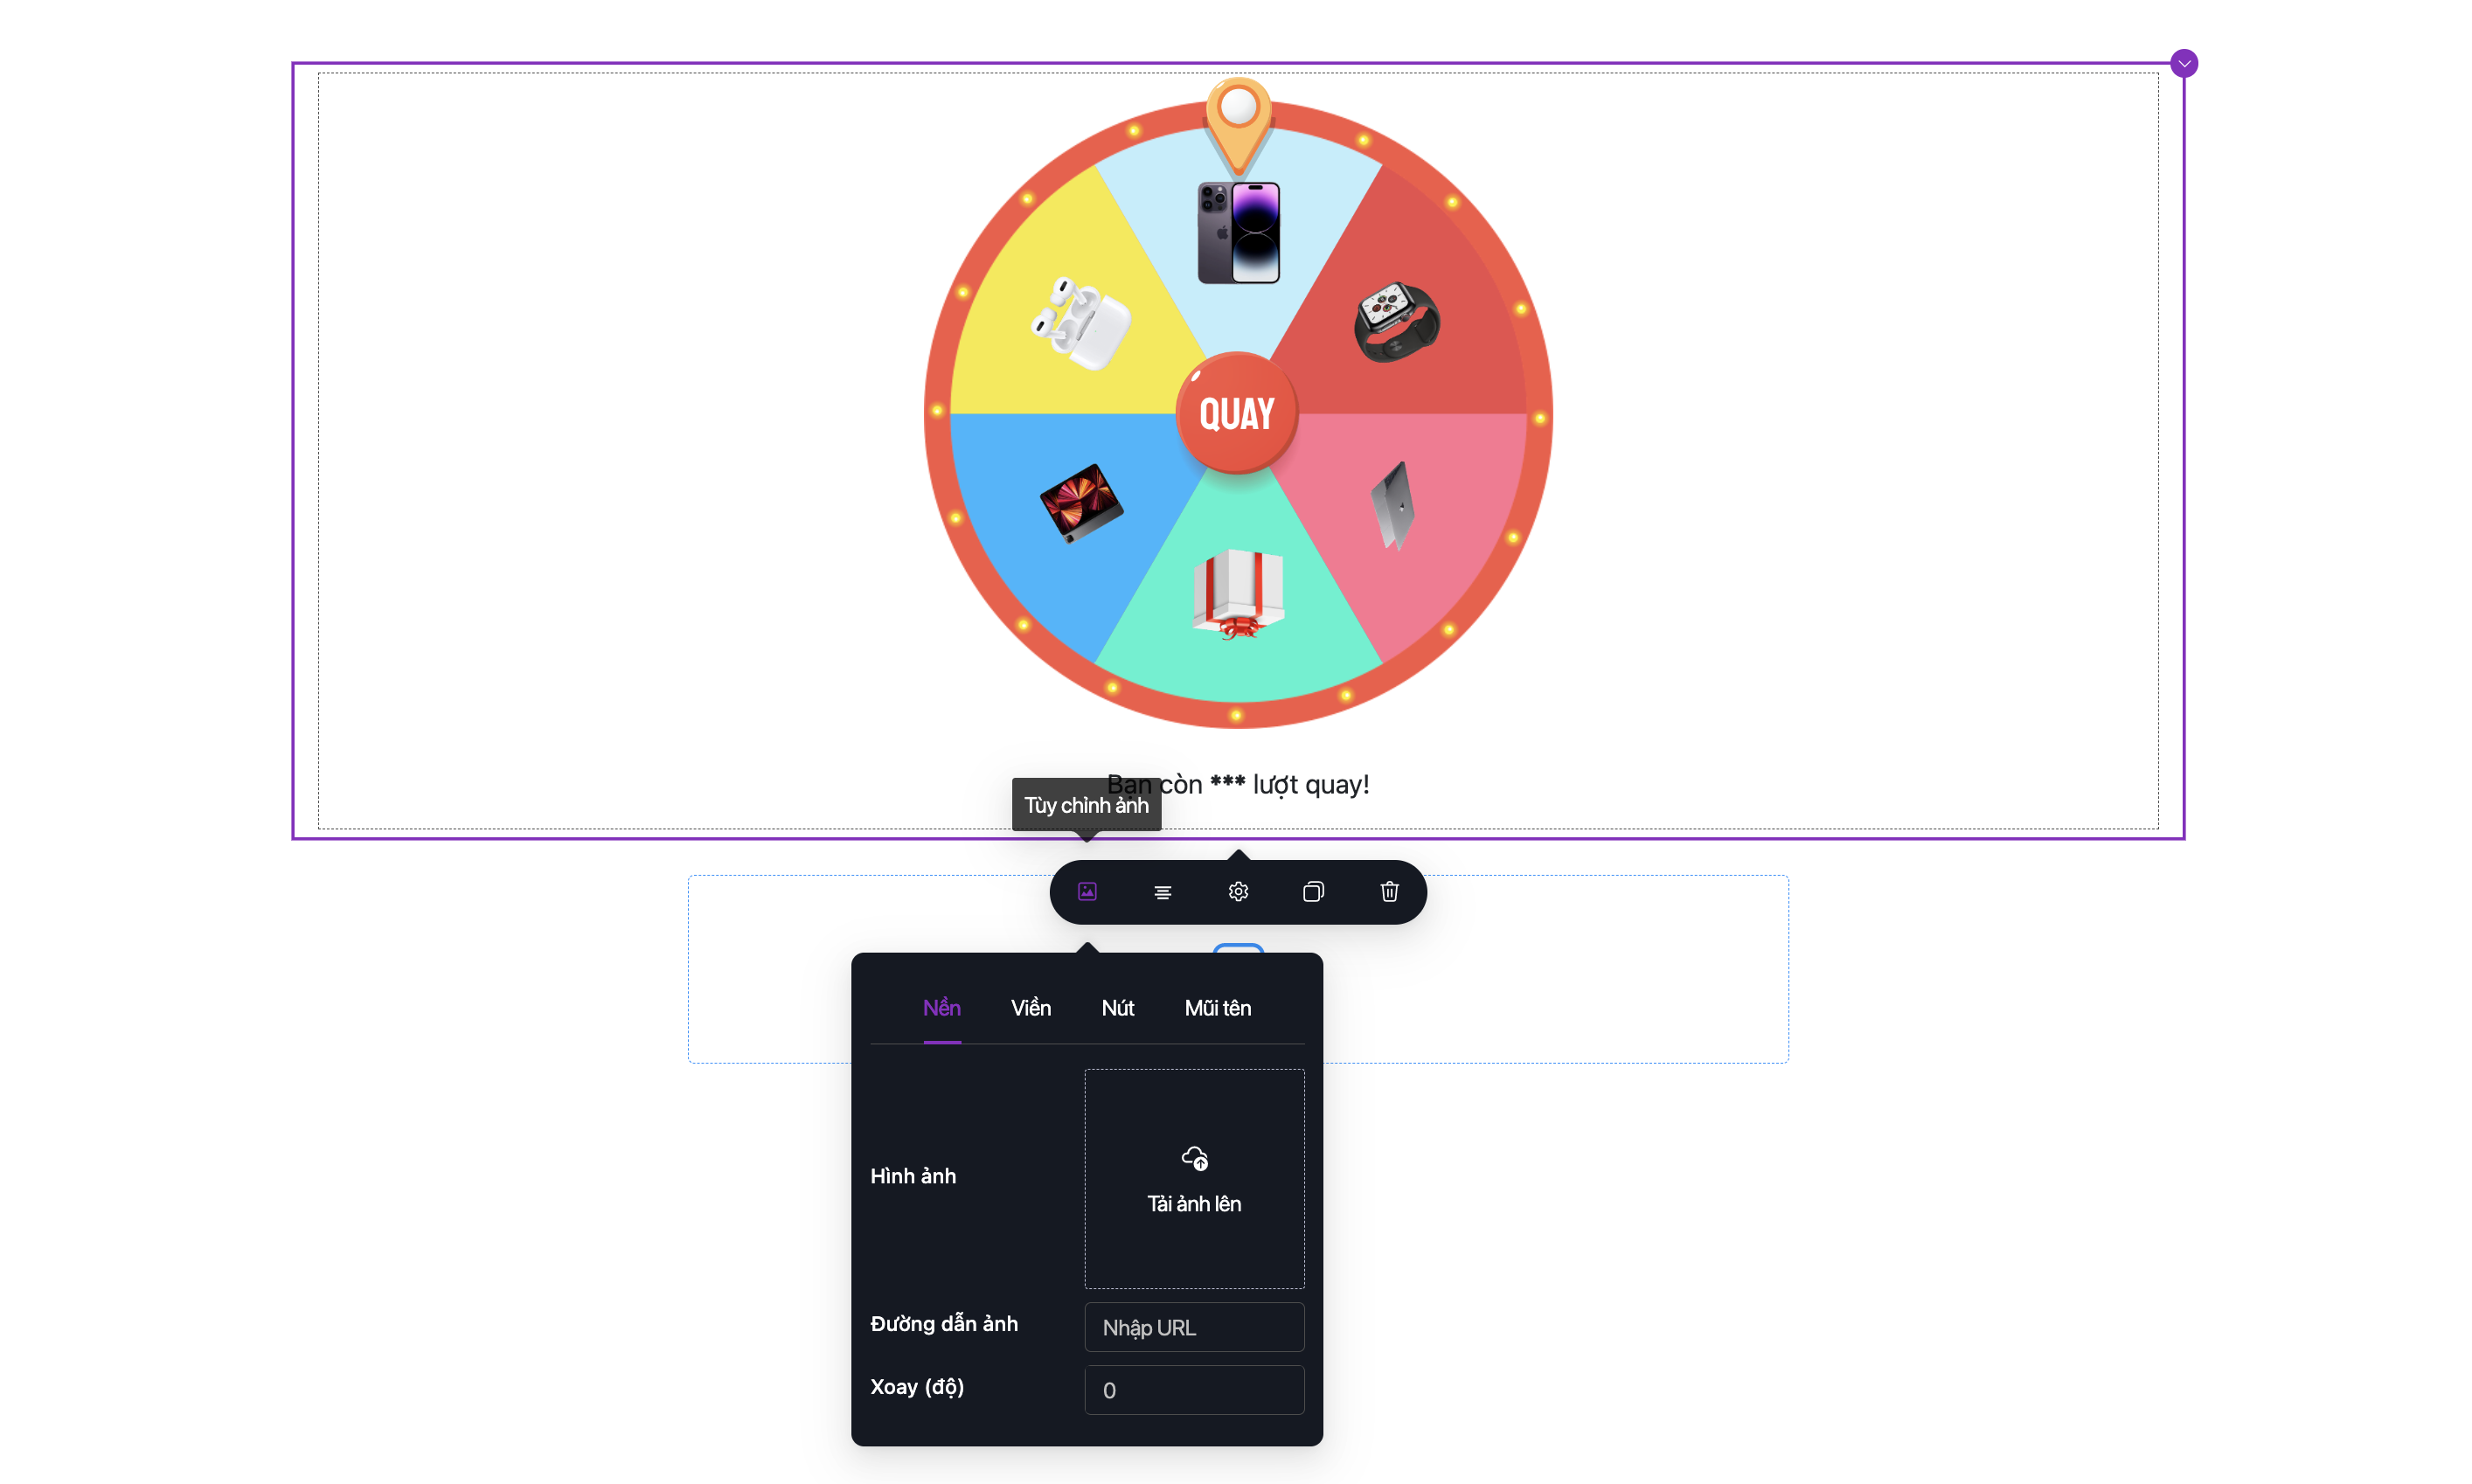 QUAY
Bạn còn *** lượt quay!
Tùy chỉnh ảnh
Nền Viền Nút Mũi tên
Hình ảnh
Tải ảnh lên
Đường dẫn ảnh
Nhập URL
Xoay (độ)
0